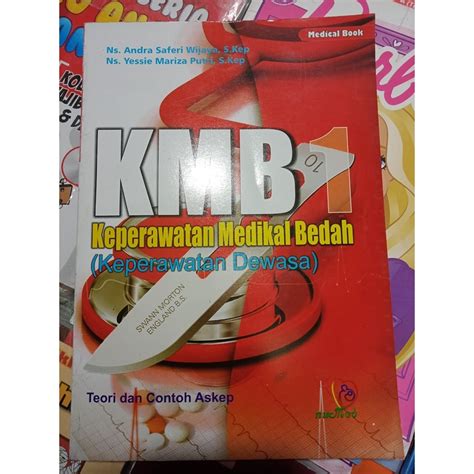 Medical Book
Ns. Andra Saferi Wijaya, S.Kep
Ns. Yessie Mariza Putri, S.Kep
KMB 1
10
Keperawatan Medikal Bedah
(Keperawatan Dewasa)
SWANN MORTON
ENGLAND B.S.
Teori dan Contoh Askep